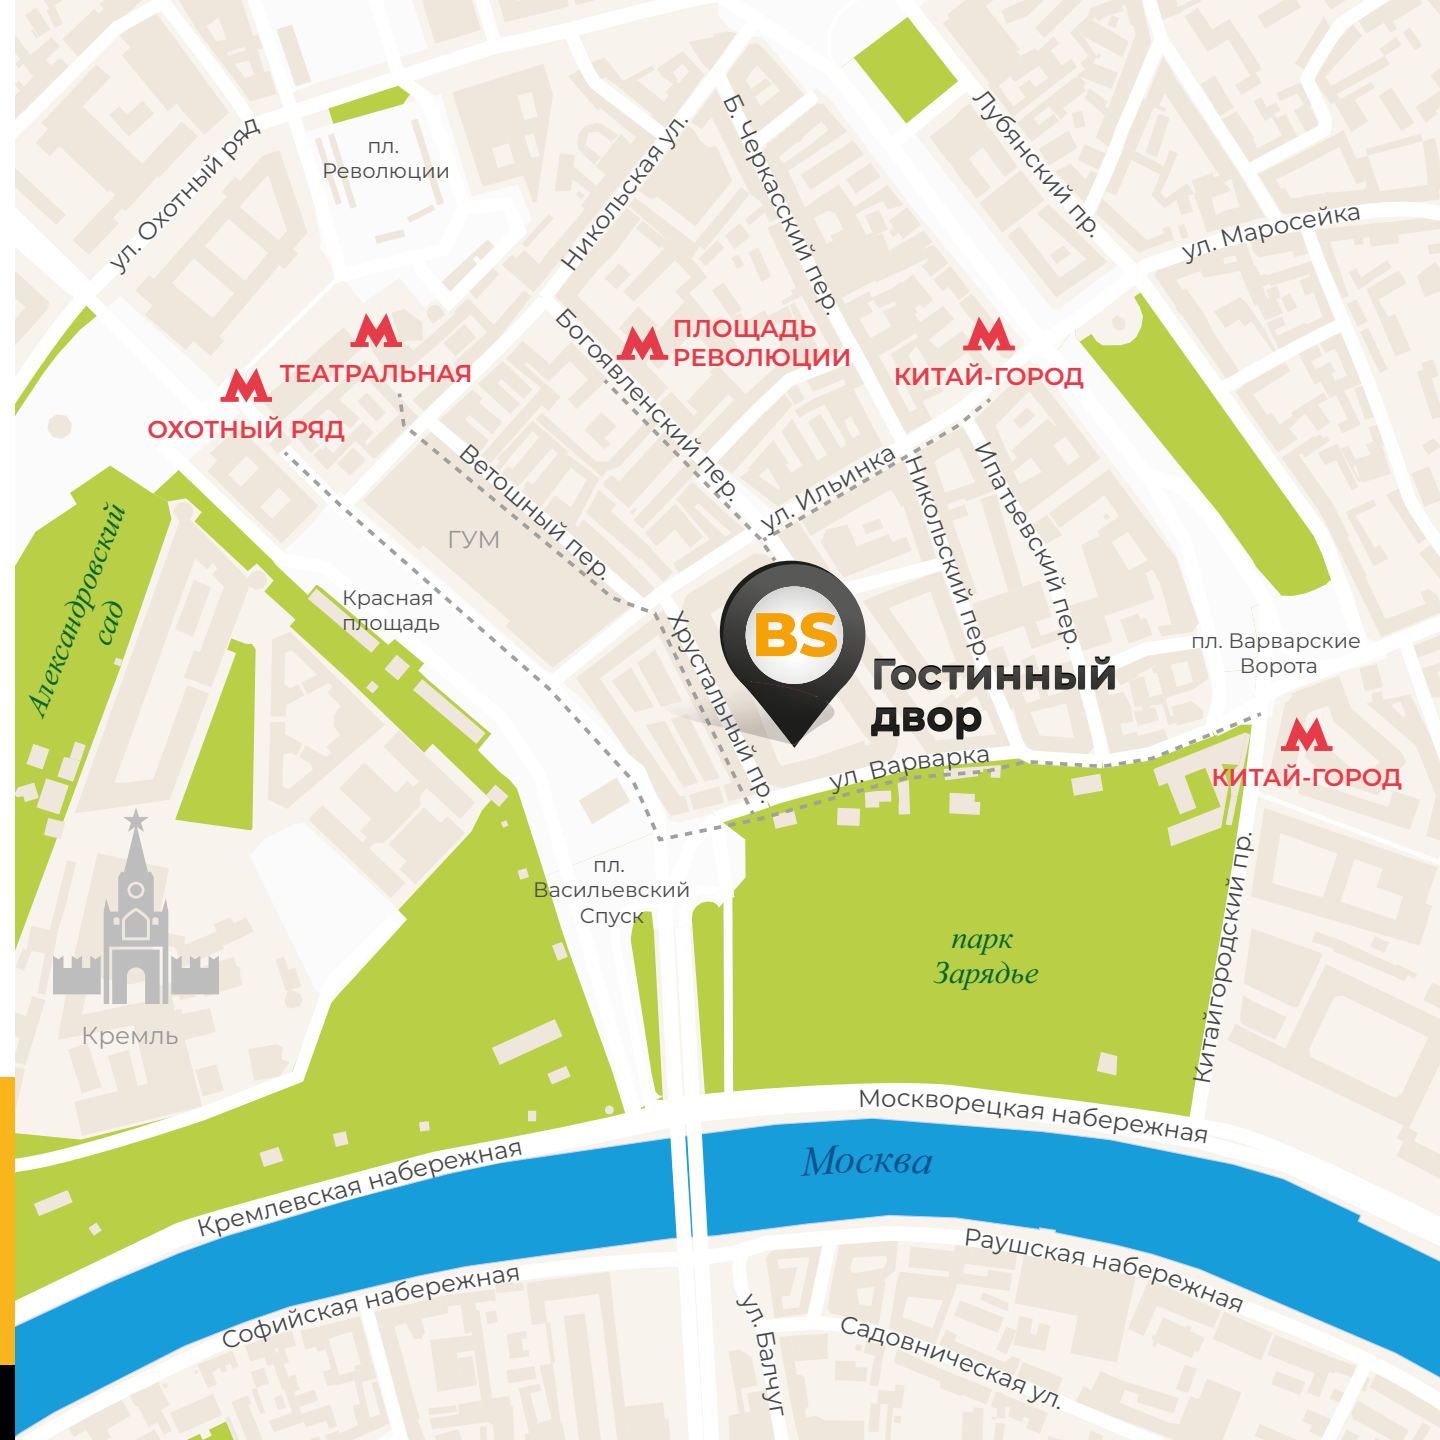 ул. Охотный ряд
пл.
Революции
Никольская ул.
Б. Черкасский пер.
Лубянский пр.
ул. Маросейка
ТЕАТРАЛЬНАЯ
ОХОТНЫЙ РЯД
ПЛОЩАДЬ
РЕВОЛЮЦИИ
КИТАЙ-ГОРОД
Богоявленский пер.
Ветошный пер.
ул. Ильинка
Никольский пер.
Ипатьевский пер.
ГУМ
Александровский
сад
Красная
площадь
Хрустальный пр.
BS
Гостинный
двор
пл. Варварские
Ворота
ул. Варварка
КИТАЙ-ГОРОД
пл.
Васильевский
Спуск
парк
Зарядье
Китайгородский пр.
Кремль
Москворецкая набережная
Кремлевская набережная
Москва
Софийская набережная
Раушская набережная
ул. Балчуг
Садовническая ул.